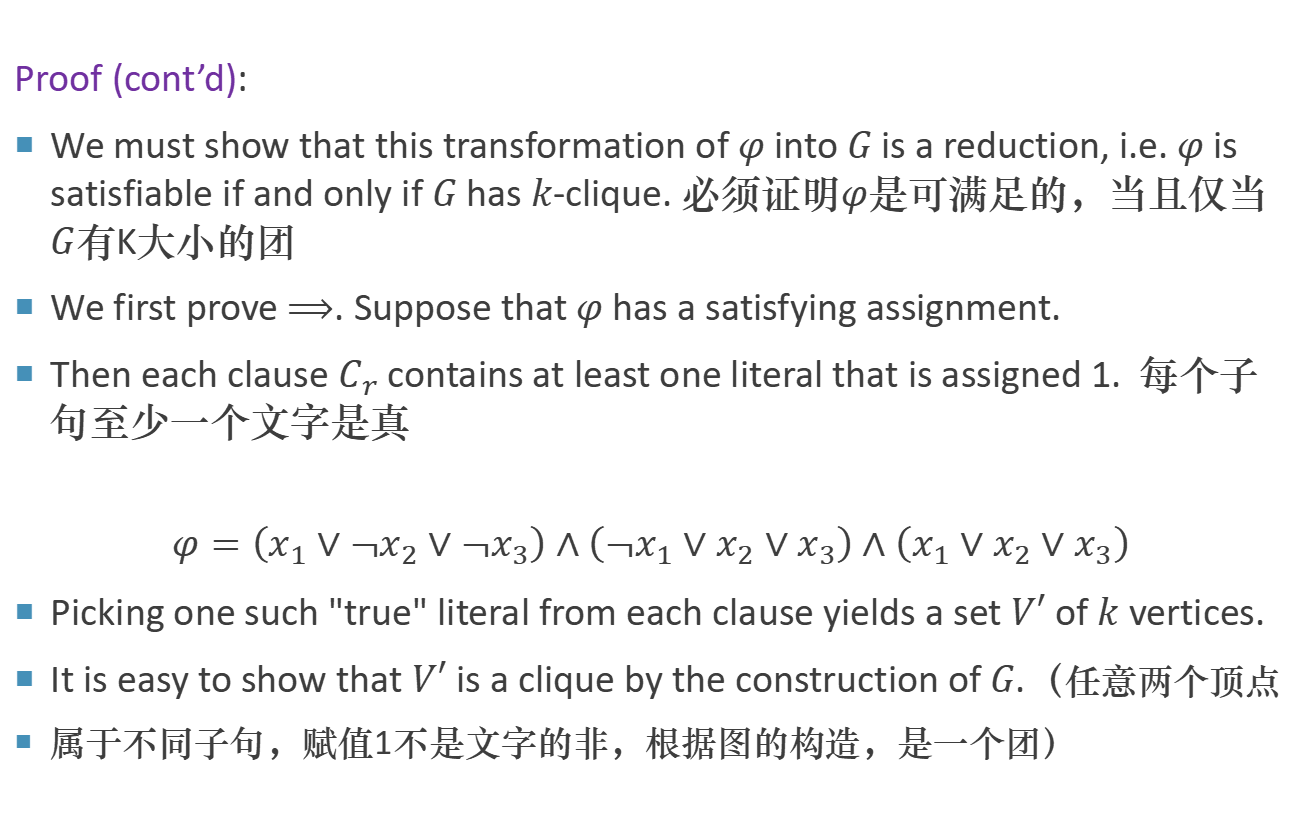 Proof (cont’d):
We must show that this transformation of 𝜑 into 𝐺 is a reduction, i.e. 𝜑 is
satisfiable if and only if 𝐺 has 𝑘-clique. 必须证明𝜑是可满足的，当且仅当
𝐺有K大小的团
We first prove ⟹. Suppose that 𝜑 has a satisfying assignment.
Then each clause 𝐶ᵣ contains at least one literal that is assigned 1. 每个子
句至少一个文字是真
𝜑 = (𝑥₁ ∨ ¬𝑥₂ ∨ ¬𝑥₃) ∧ (¬𝑥₁ ∨ 𝑥₂ ∨ 𝑥₃) ∧ (𝑥₁ ∨ 𝑥₂ ∨ 𝑥₃)
Picking one such "true" literal from each clause yields a set 𝑉′ of 𝑘 vertices.
It is easy to show that 𝑉′ is a clique by the construction of 𝐺.（任意两个顶点
属于不同子句，赋值1不是文字的非，根据图的构造，是一个团）